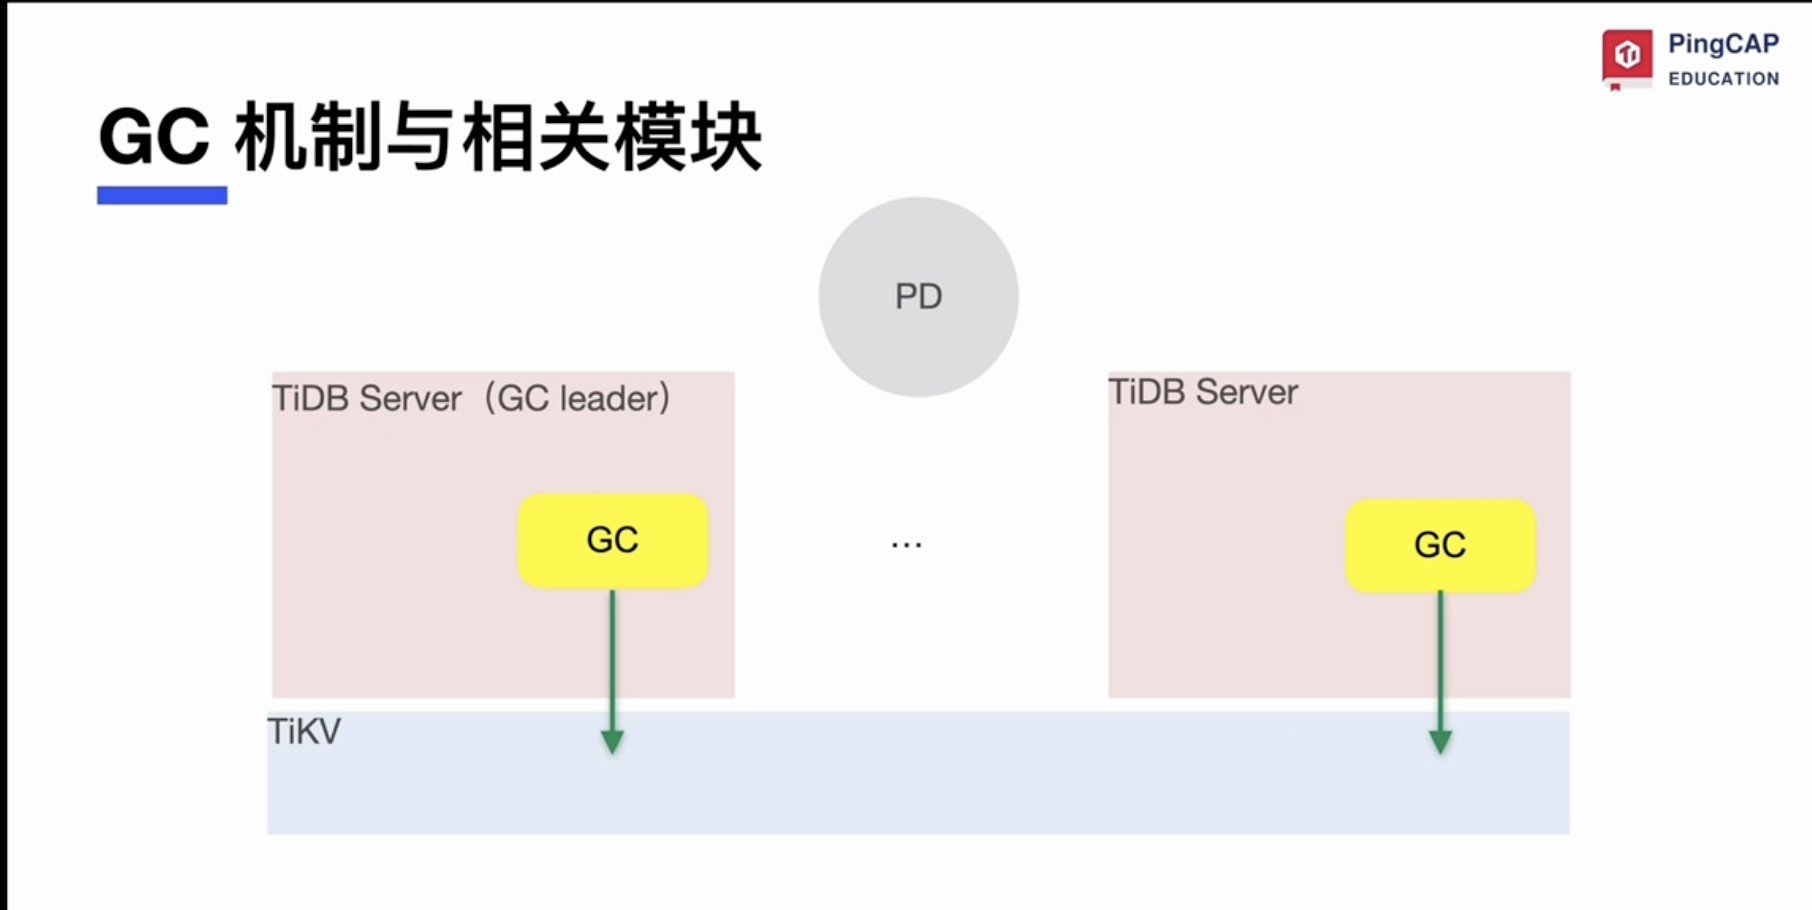 PingCAP
EDUCATION
GC 机制与相关模块
PD
TiDB Server（GC leader）
TiDB Server
GC
...
GC
TiKV